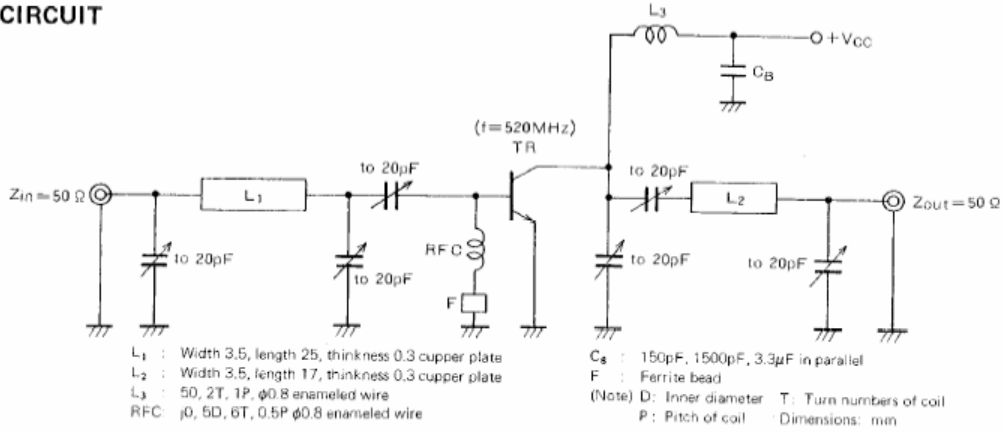 CIRCUIT
L3
+VCC
CB
(f=520MHz)
TR
to 20pF
to 20pF
Zin=50 Ω
L1
L2
Zout=50 Ω
RFC
to 20pF
to 20pF
to 20pF
to 20pF
F
L1 : Width 3.5, length 25, thinkness 0.3 cupper plate
L2 : Width 3.5, length 17, thinkness 0.3 cupper plate
L3 : 5D, 2T, 1P, φ0.8 enameled wire
RFC: 5D, 6T, 0.5P φ0.8 enameled wire
CB : 150pF, 1500pF, 3.3μF in parallel
F : Ferrite bead
(Note) D: Inner diameter T: Turn numbers of coil
P: Pitch of coil Dimensions: mm